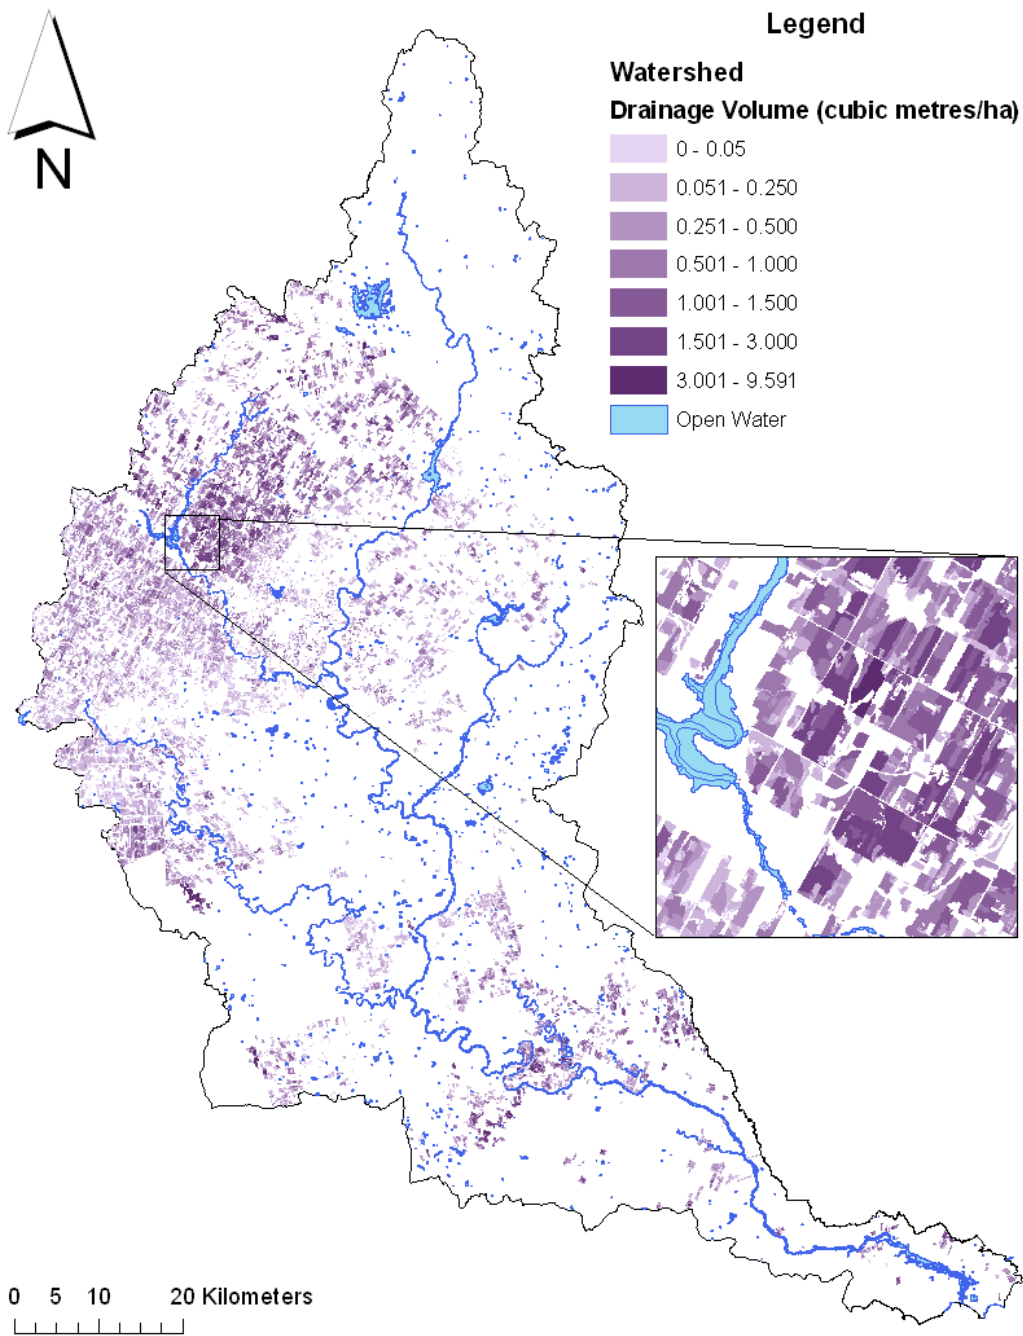 Legend
Watershed
Drainage Volume (cubic metres/ha)
0 - 0.05
0.051 - 0.250
0.251 - 0.500
0.501 - 1.000
1.001 - 1.500
1.501 - 3.000
3.001 - 9.591
Open Water
N
0 5 10 20 Kilometers